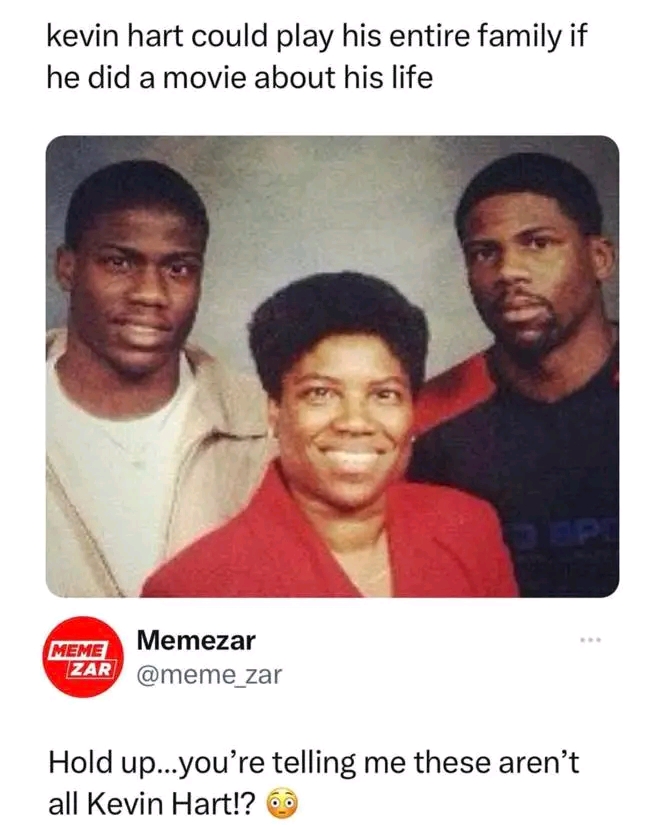 kevin hart could play his entire family if
he did a movie about his life
MEME
ZAR
Memezar
@meme_zar
Hold up...you’re telling me these aren’t
all Kevin Hart!? 😳